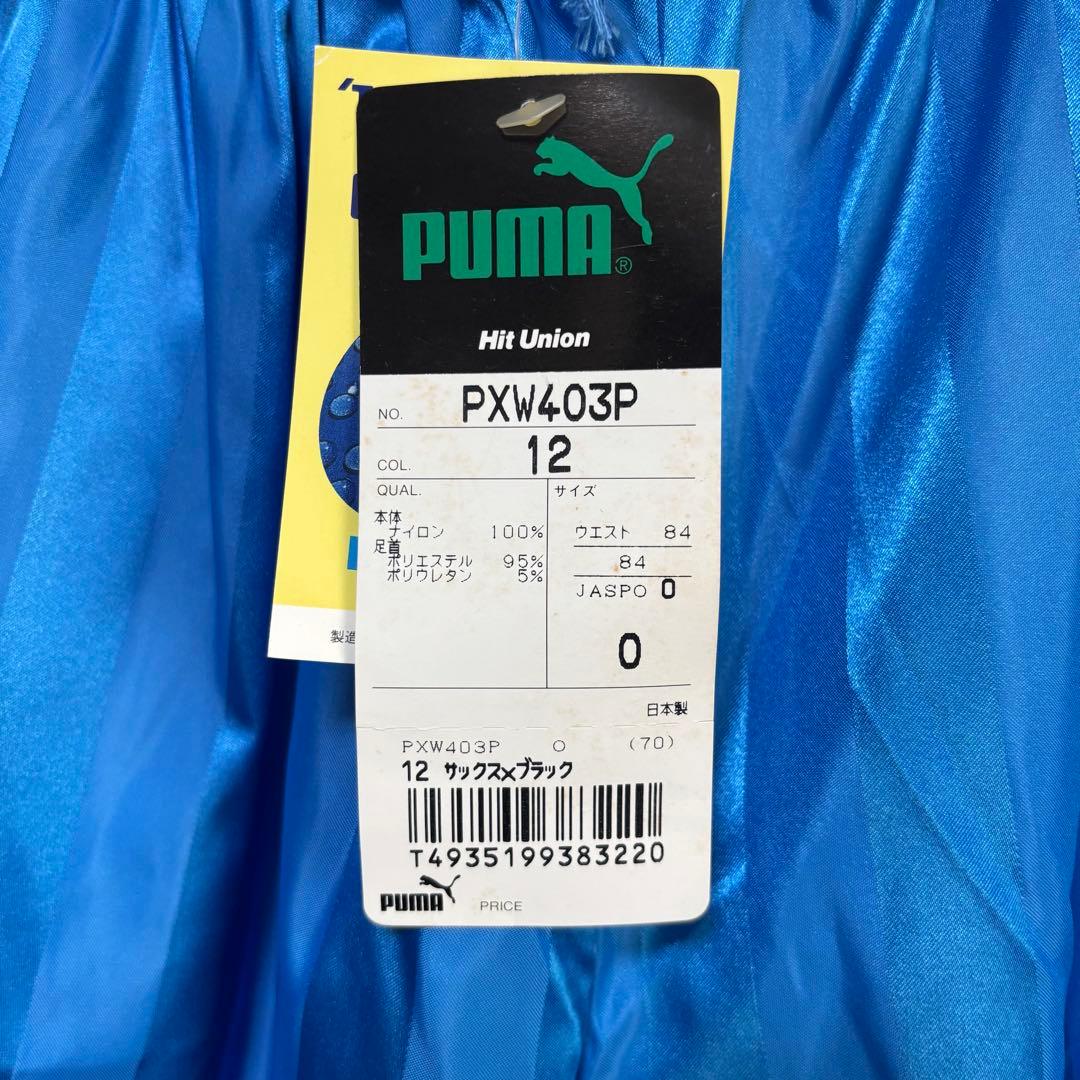 PUMA®
Hit Union
NO. PXW403P
COL. 12
QUAL.
本体
ナイロン 100%
足首
ポリエステル 95%
ポリウレタン 5%
サイズ
ウエスト 84
84
JASPO O
O
日本製
PXW403P O (70)
12 サックス×ブラック
T4935199383220
PUMA PRICE
製造